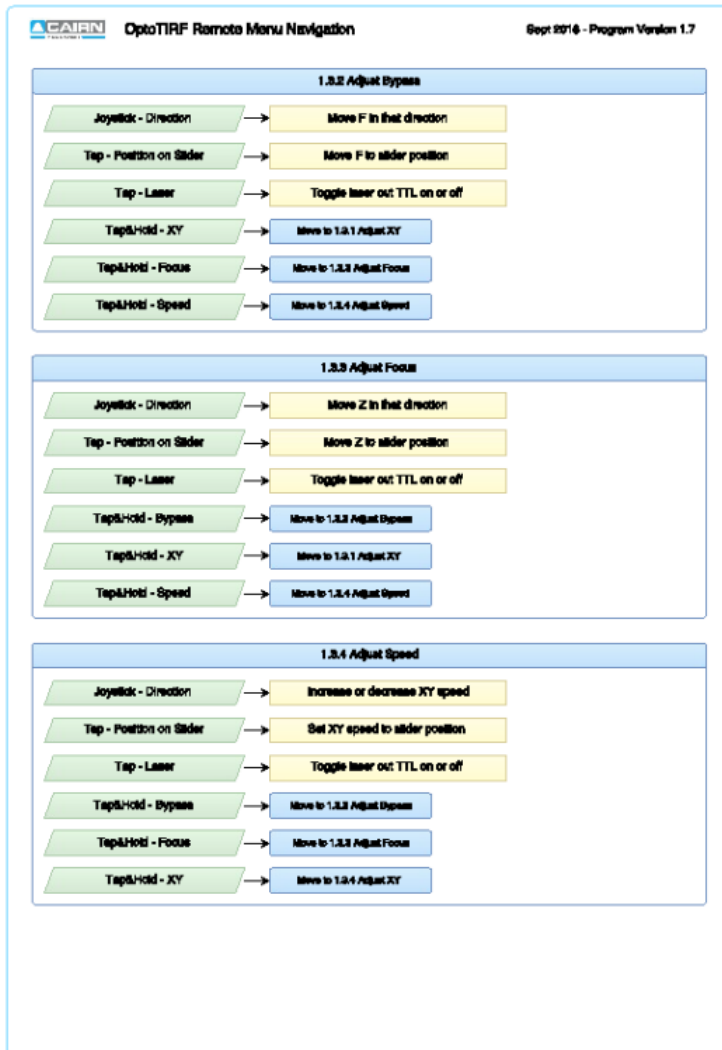 CAIRN
OptoTIRF Remote Menu Navigation
Sept 2016 - Program Version 1.7
1.3.2 Adjust Bypass
Joystick - Direction
Move F in that direction
Tap - Position on Slider
Move F to slider position
Tap - Laser
Toggle laser out TTL on or off
Tap&Hold - XY
Move to 1.3.1 Adjust XY
Tap&Hold - Focus
Move to 1.3.3 Adjust Focus
Tap&Hold - Speed
Move to 1.3.4 Adjust Speed
1.3.3 Adjust Focus
Joystick - Direction
Move Z in that direction
Tap - Position on Slider
Move Z to slider position
Tap - Laser
Toggle laser out TTL on or off
Tap&Hold - Bypass
Move to 1.3.2 Adjust Bypass
Tap&Hold - XY
Move to 1.3.1 Adjust XY
Tap&Hold - Speed
Move to 1.3.4 Adjust Speed
1.3.4 Adjust Speed
Joystick - Direction
Increase or decrease XY speed
Tap - Position on Slider
Set XY speed to slider position
Tap - Laser
Toggle laser out TTL on or off
Tap&Hold - Bypass
Move to 1.3.2 Adjust Bypass
Tap&Hold - Focus
Move to 1.3.3 Adjust Focus
Tap&Hold - XY
Move to 1.3.4 Adjust XY